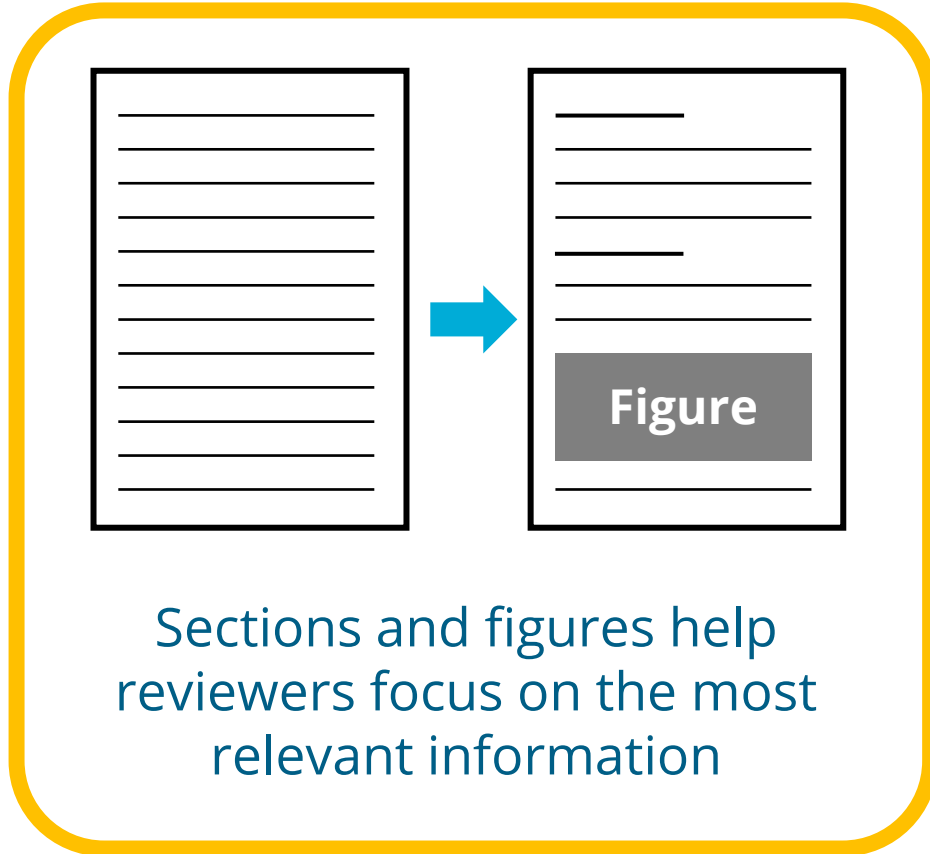 Figure
Sections and figures help
reviewers focus on the most
relevant information